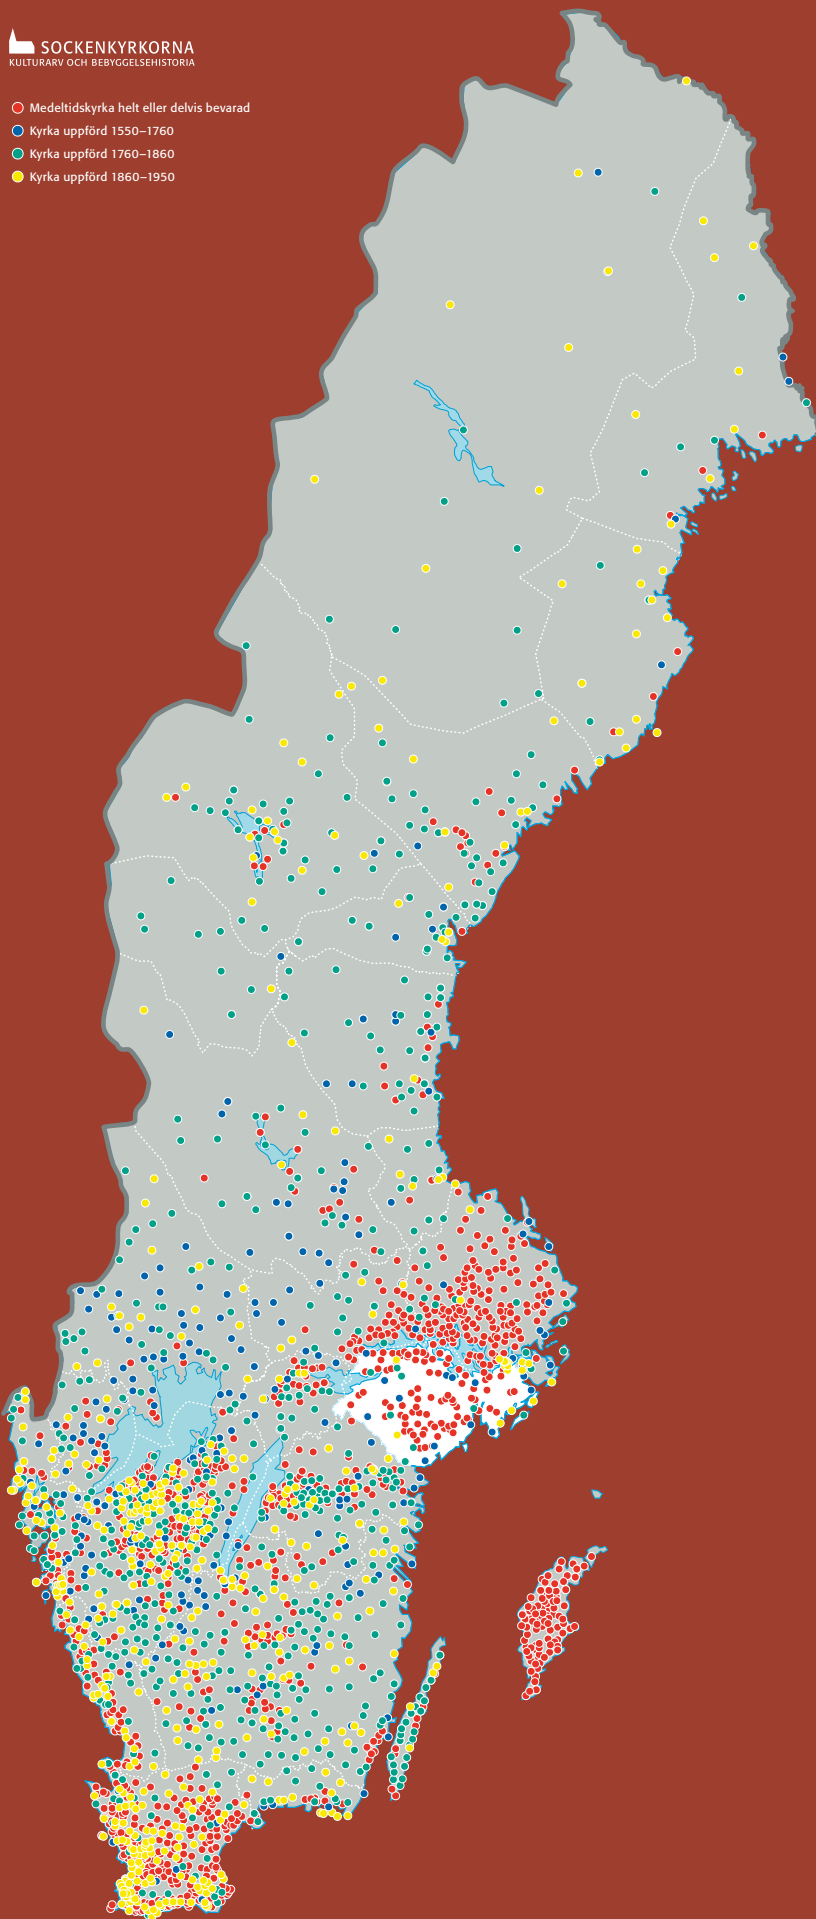 SOCKENKYRKORNA
KULTURARV OCH BEBYGGELSEHISTORIA
Medeltidskyrka helt eller delvis bevarad
Kyrka uppförd 1550–1760
Kyrka uppförd 1760–1860
Kyrka uppförd 1860–1950